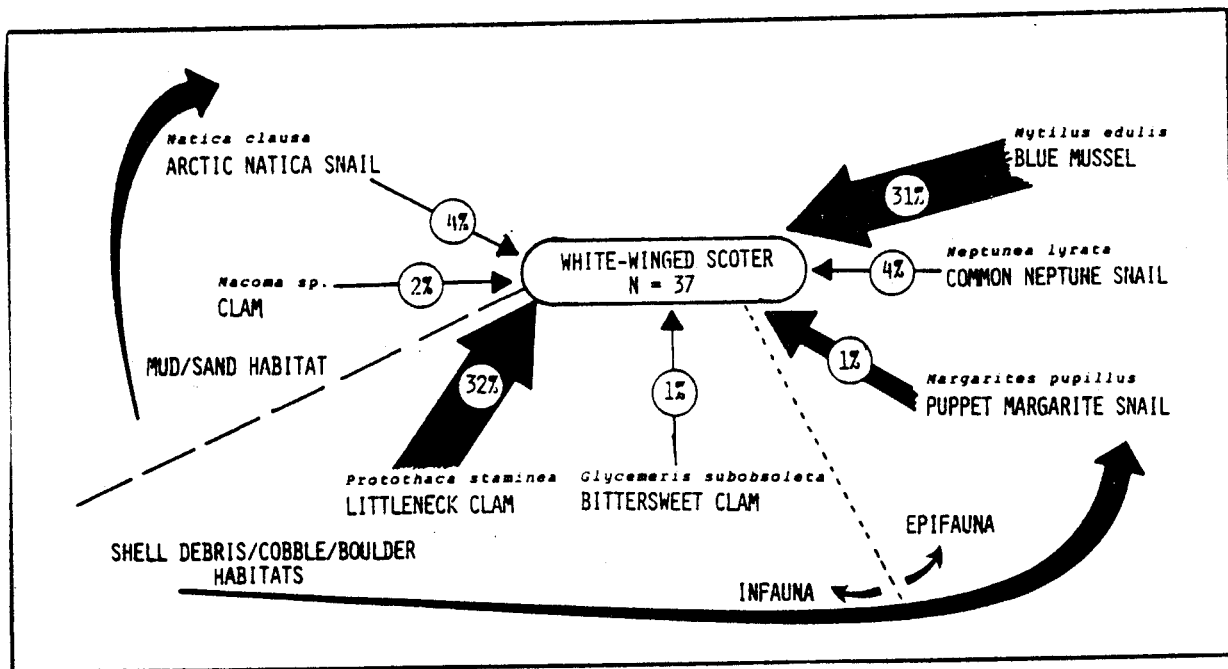 Natica clausa
ARCTIC NATICA SNAIL
4%
Macoma sp.
CLAM
2%
MUD/SAND HABITAT
WHITE-WINGED SCOTER
N = 37
Mytilus edulis
BLUE MUSSEL
31%
Neptunea lyrata
COMMON NEPTUNE SNAIL
4%
Margarites pupillus
PUPPET MARGARITE SNAIL
1%
32%
Protothaca staminea
LITTLENECK CLAM
1%
Glycemeris subobsoleta
BITTERSWEET CLAM
SHELL DEBRIS/COBBLE/BOULDER
HABITATS
EPIFAUNA
INFAUNA